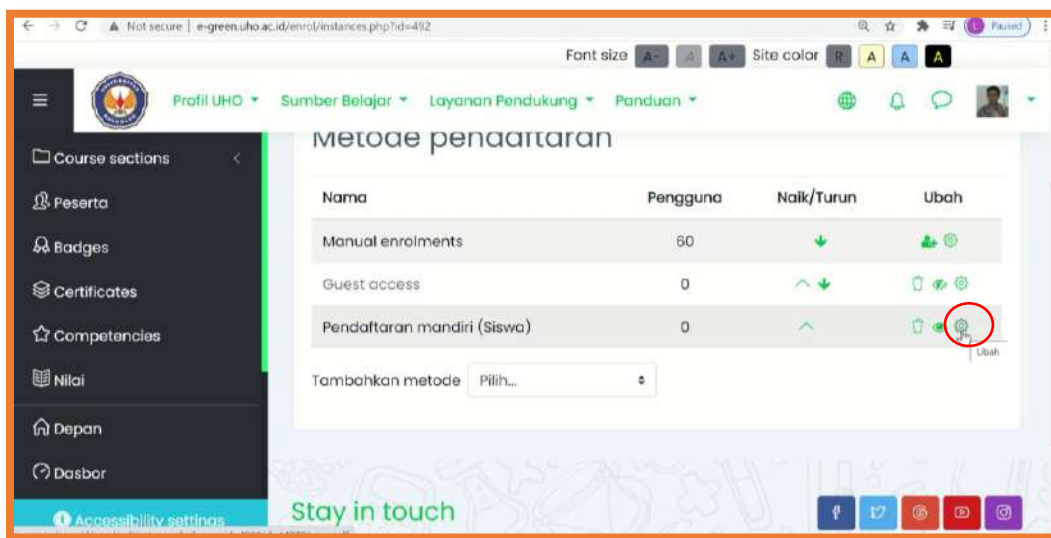 Not secure | e-green.uho.ac.id/enrol/instances.php?id=492 Paused
Font size A- A A+ Site color R A A A
Profil UHO Sumber Belajar Layanan Pendukung Panduan
Metode pendaftaran
Course sections
Peserta
Badges
Certificates
Competencies
Nilai
Depan
Dasbor
Accessibility settings
Nama Pengguna Naik/Turun Ubah
Manual enrolments 60
Guest access 0
Pendaftaran mandiri (Siswa) 0
Ubah
Tambahkan metode Pilih...
Stay in touch